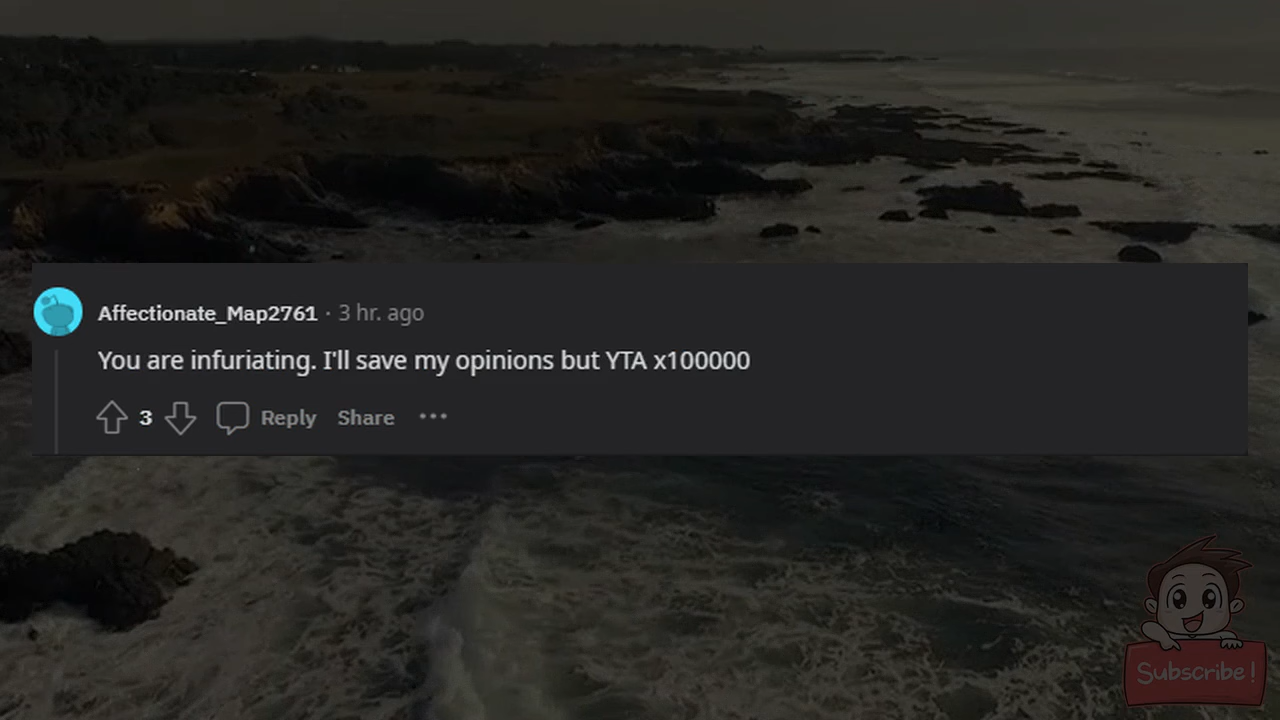 Affectionate_Map2761 · 3 hr. ago
You are infuriating. I'll save my opinions but YTA x100000
3 Reply Share ···
Subscribe!